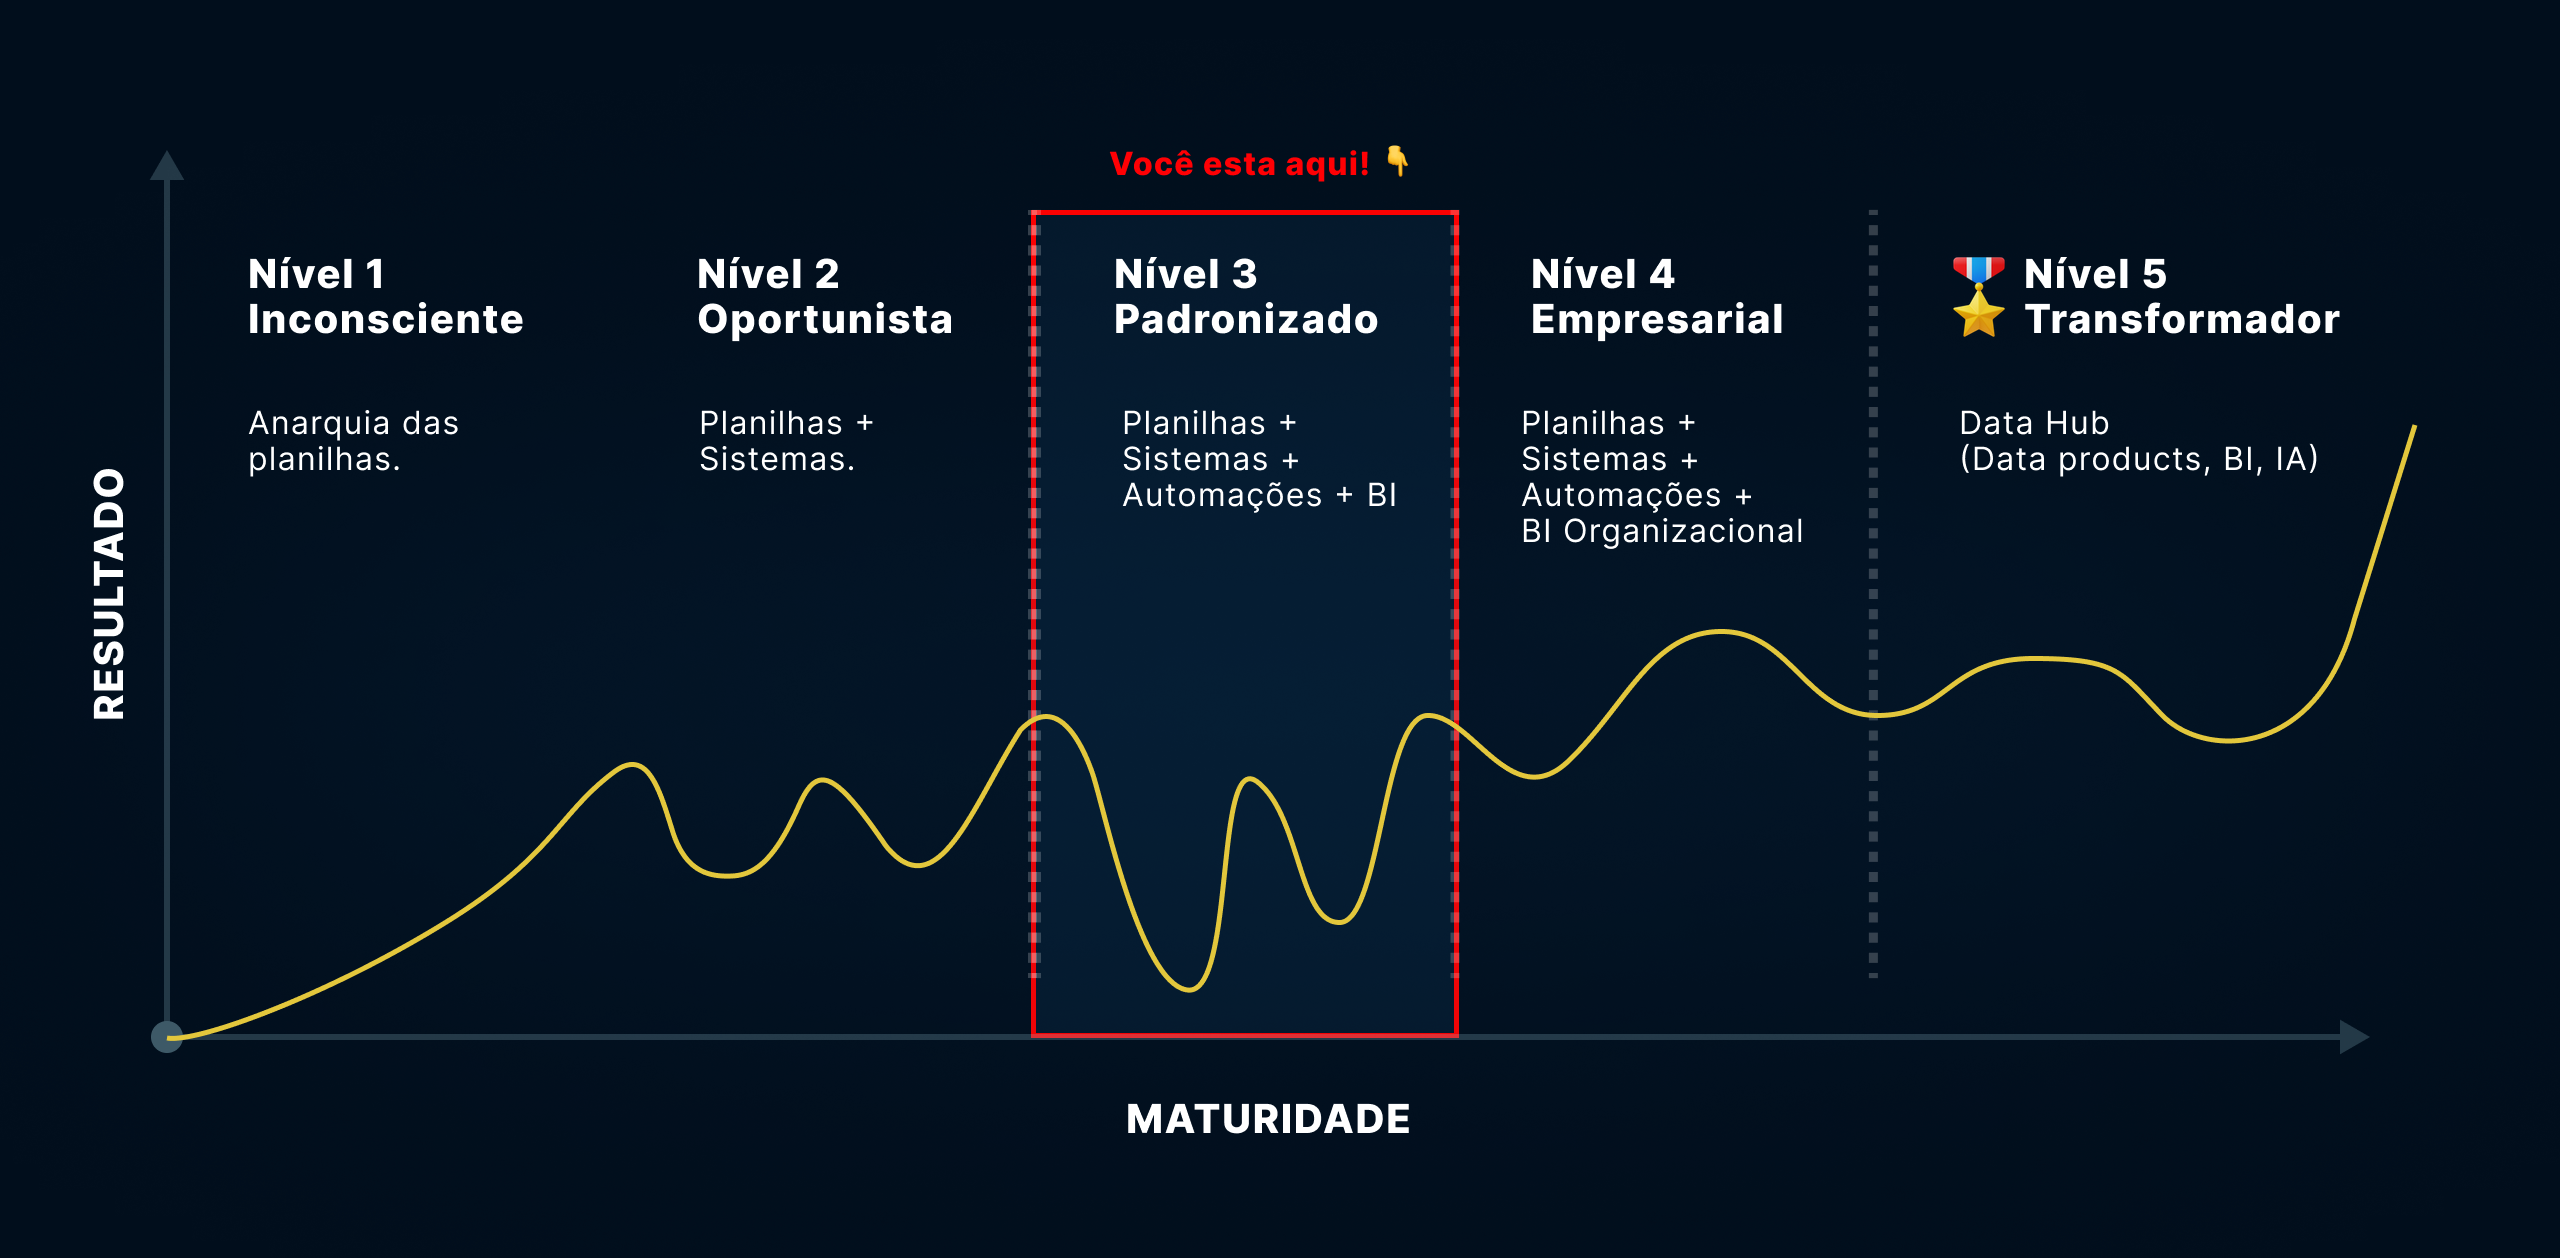 Você esta aqui! 👇
Nível 1
Inconsciente
Anarquia das
planilhas.
Nível 2
Oportunista
Planilhas +
Sistemas.
Nível 3
Padronizado
Planilhas +
Sistemas +
Automações + BI
Nível 4
Empresarial
Planilhas +
Sistemas +
Automações +
BI Organizacional
Nível 5
Transformador
Data Hub
(Data products, BI, IA)
RESULTADO
MATURIDADE